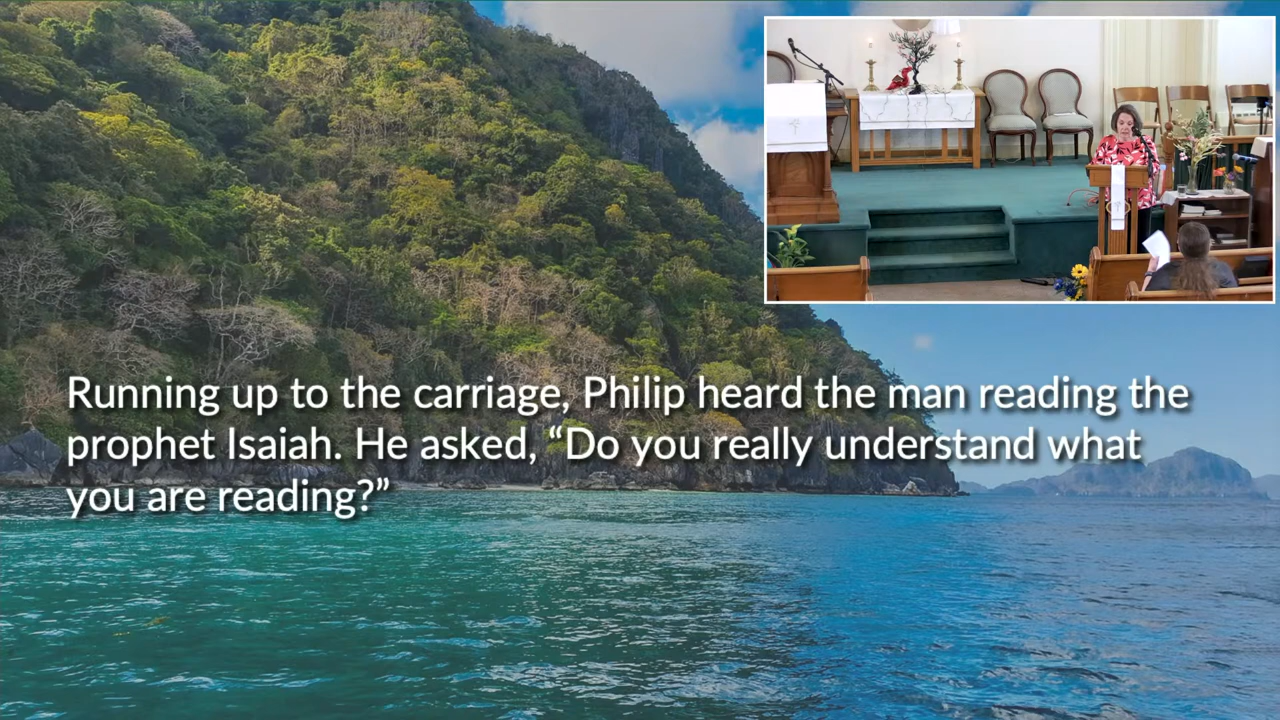 Running up to the carriage, Philip heard the man reading the
prophet Isaiah. He asked, “Do you really understand what
you are reading?”